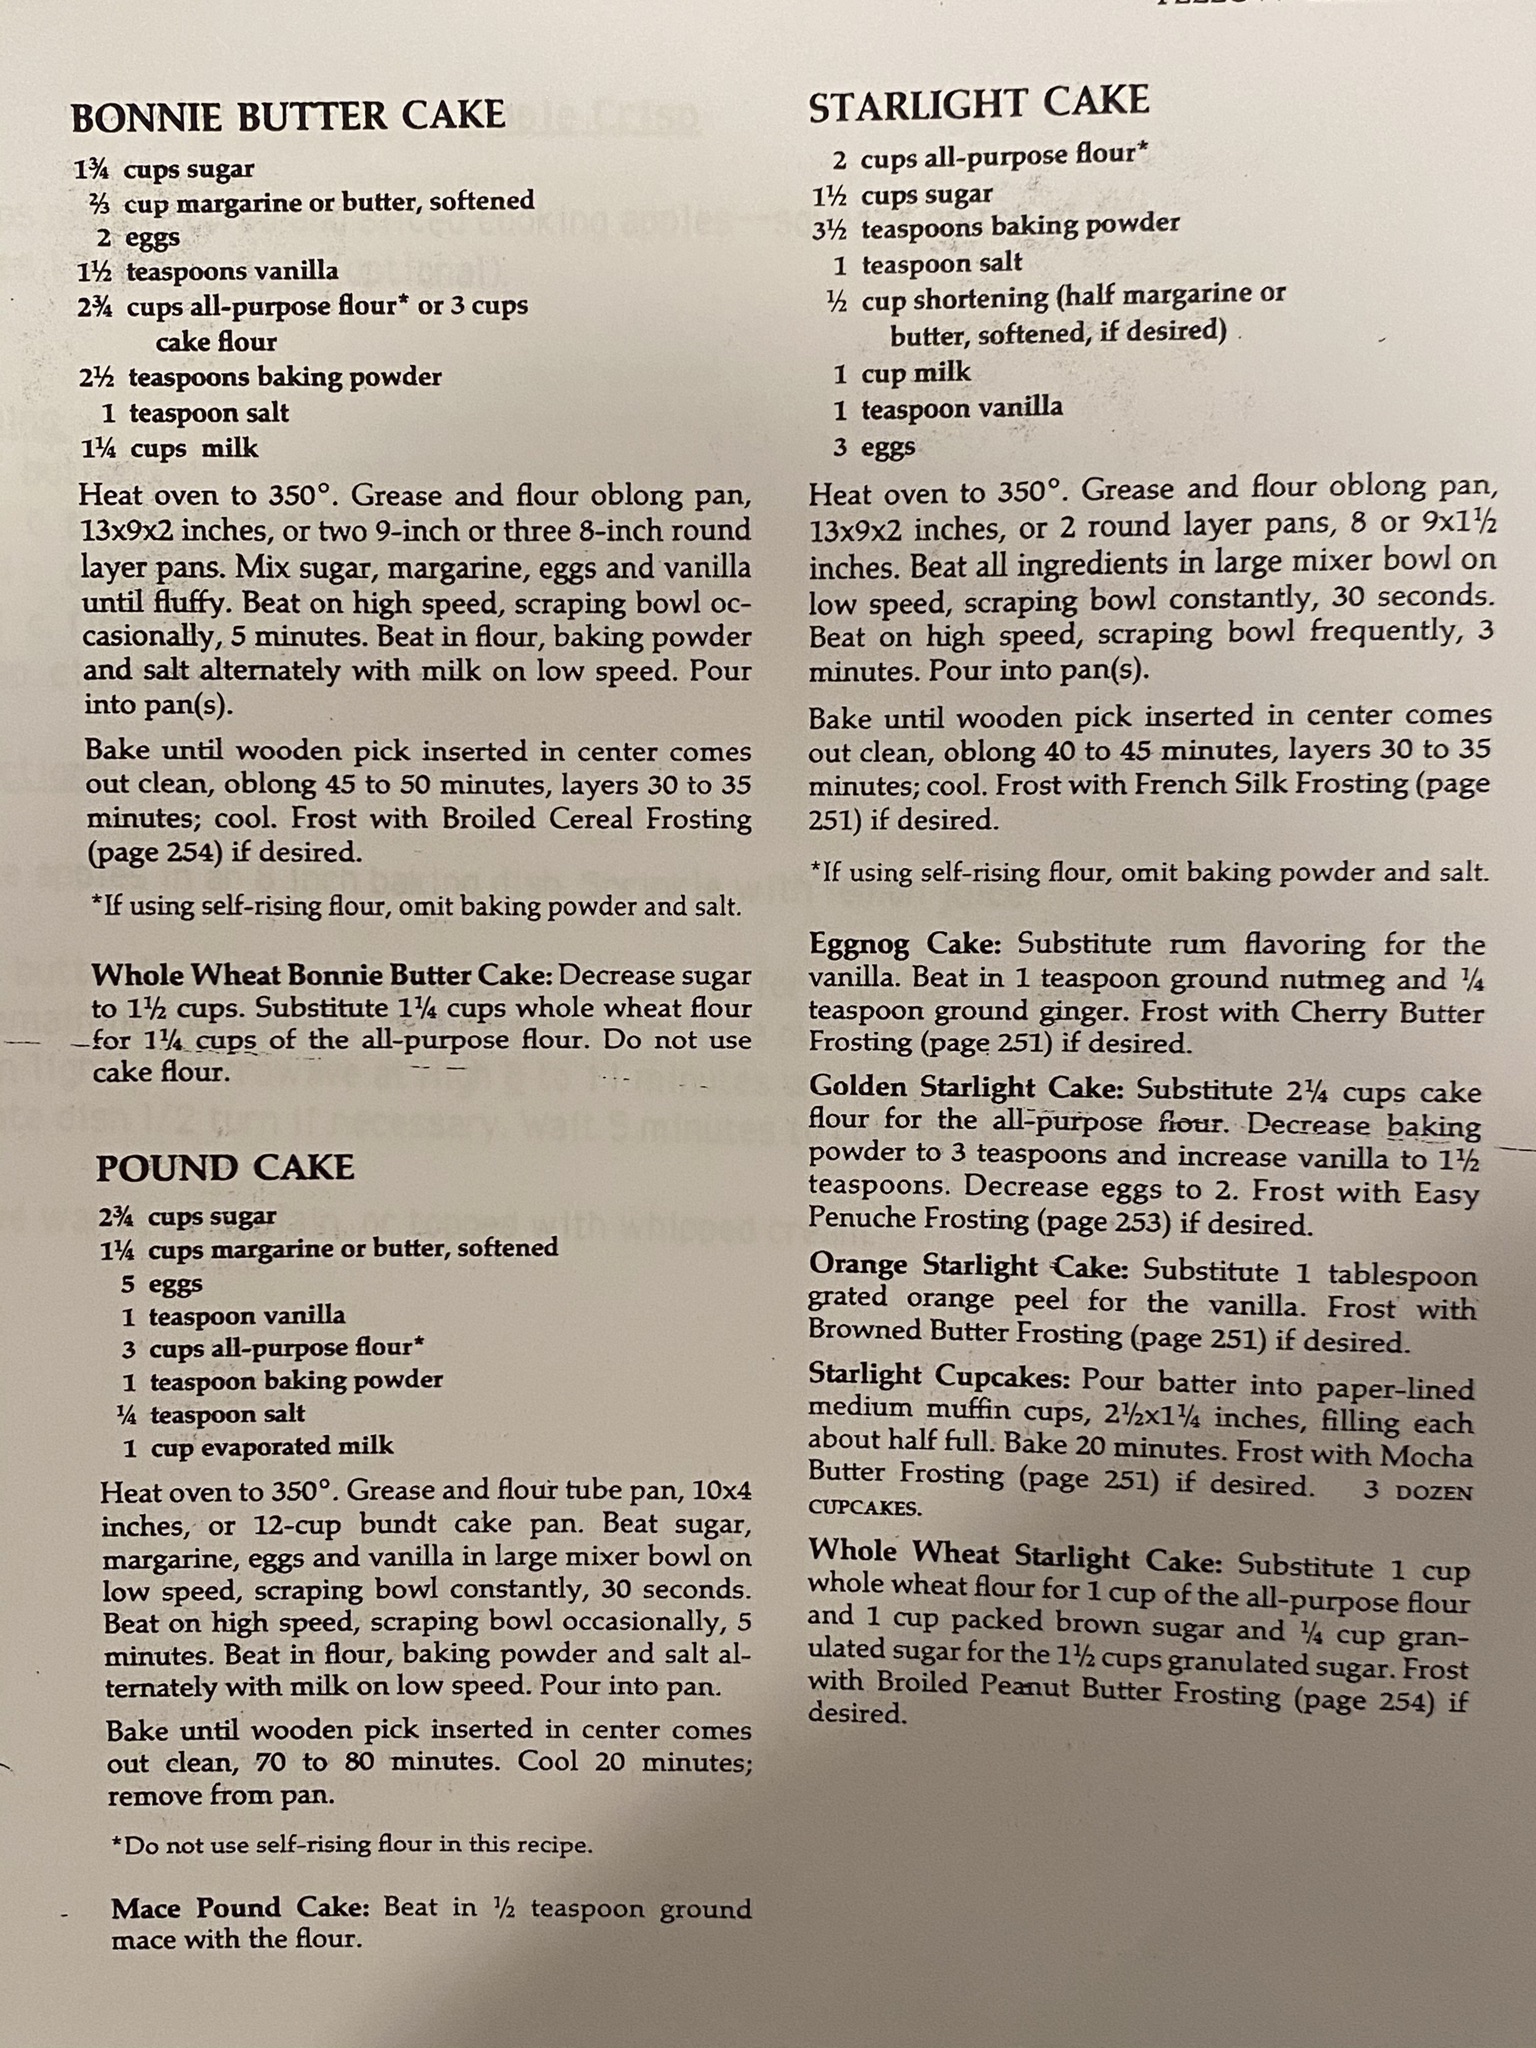 BONNIE BUTTER CAKE
1¾ cups sugar
⅔ cup margarine or butter, softened
2 eggs
1½ teaspoons vanilla
2¾ cups all-purpose flour* or 3 cups
cake flour
2½ teaspoons baking powder
1 teaspoon salt
1¼ cups milk
Heat oven to 350°. Grease and flour oblong pan,
13x9x2 inches, or two 9-inch or three 8-inch round
layer pans. Mix sugar, margarine, eggs and vanilla
until fluffy. Beat on high speed, scraping bowl oc-
casionally, 5 minutes. Beat in flour, baking powder
and salt alternately with milk on low speed. Pour
into pan(s).
Bake until wooden pick inserted in center comes
out clean, oblong 45 to 50 minutes, layers 30 to 35
minutes; cool. Frost with Broiled Cereal Frosting
(page 254) if desired.
*If using self-rising flour, omit baking powder and salt.
Whole Wheat Bonnie Butter Cake: Decrease sugar
to 1½ cups. Substitute 1¼ cups whole wheat flour
for 1¼ cups of the all-purpose flour. Do not use
cake flour.
POUND CAKE
2¾ cups sugar
1¼ cups margarine or butter, softened
5 eggs
1 teaspoon vanilla
3 cups all-purpose flour*
1 teaspoon baking powder
¼ teaspoon salt
1 cup evaporated milk
Heat oven to 350°. Grease and flour tube pan, 10x4
inches, or 12-cup bundt cake pan. Beat sugar,
margarine, eggs and vanilla in large mixer bowl on
low speed, scraping bowl constantly, 30 seconds.
Beat on high speed, scraping bowl occasionally, 5
minutes. Beat in flour, baking powder and salt al-
ternately with milk on low speed. Pour into pan.
Bake until wooden pick inserted in center comes
out clean, 70 to 80 minutes. Cool 20 minutes;
remove from pan.
*Do not use self-rising flour in this recipe.
Mace Pound Cake: Beat in ½ teaspoon ground
mace with the flour.
STARLIGHT CAKE
2 cups all-purpose flour*
1½ cups sugar
3½ teaspoons baking powder
1 teaspoon salt
½ cup shortening (half margarine or
butter, softened, if desired)
1 cup milk
1 teaspoon vanilla
3 eggs
Heat oven to 350°. Grease and flour oblong pan,
13x9x2 inches, or 2 round layer pans, 8 or 9x1½
inches. Beat all ingredients in large mixer bowl on
low speed, scraping bowl constantly, 30 seconds.
Beat on high speed, scraping bowl frequently, 3
minutes. Pour into pan(s).
Bake until wooden pick inserted in center comes
out clean, oblong 40 to 45 minutes, layers 30 to 35
minutes; cool. Frost with French Silk Frosting (page
251) if desired.
*If using self-rising flour, omit baking powder and salt.
Eggnog Cake: Substitute rum flavoring for the
vanilla. Beat in 1 teaspoon ground nutmeg and ¼
teaspoon ground ginger. Frost with Cherry Butter
Frosting (page 251) if desired.
Golden Starlight Cake: Substitute 2¼ cups cake
flour for the all-purpose flour. Decrease baking
powder to 3 teaspoons and increase vanilla to 1½
teaspoons. Decrease eggs to 2. Frost with Easy
Penuche Frosting (page 253) if desired.
Orange Starlight Cake: Substitute 1 tablespoon
grated orange peel for the vanilla. Frost with
Browned Butter Frosting (page 251) if desired.
Starlight Cupcakes: Pour batter into paper-lined
medium muffin cups, 2½x1¼ inches, filling each
about half full. Bake 20 minutes. Frost with Mocha
Butter Frosting (page 251) if desired. 3 DOZEN
CUPCAKES.
Whole Wheat Starlight Cake: Substitute 1 cup
whole wheat flour for 1 cup of the all-purpose flour
and 1 cup packed brown sugar and ¼ cup gran-
ulated sugar for the 1½ cups granulated sugar. Frost
with Broiled Peanut Butter Frosting (page 254) if
desired.